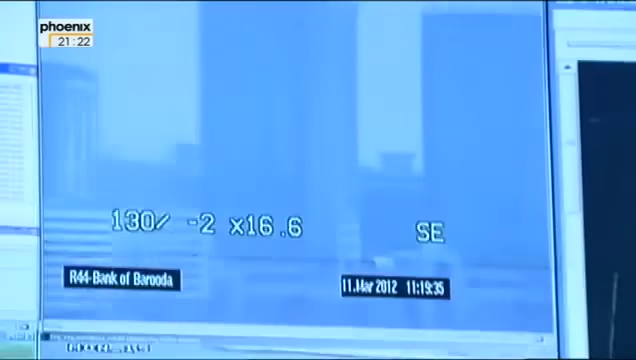 phoenix
21:22
130/ -2 x16.6
SE
R44-Bank of Barooda
11.Mar 2012 11:19:35